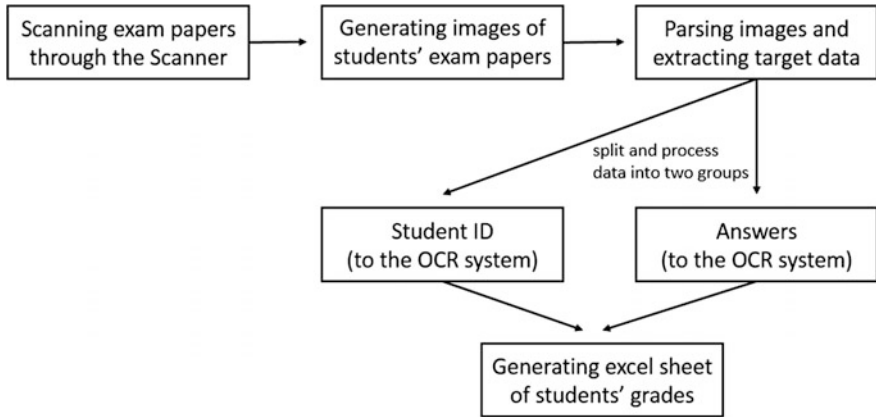 Scanning exam papers
through the Scanner
Generating images of
students’ exam papers
Parsing images and
extracting target data
split and process
data into two groups
Student ID
(to the OCR system)
Answers
(to the OCR system)
Generating excel sheet
of students’ grades